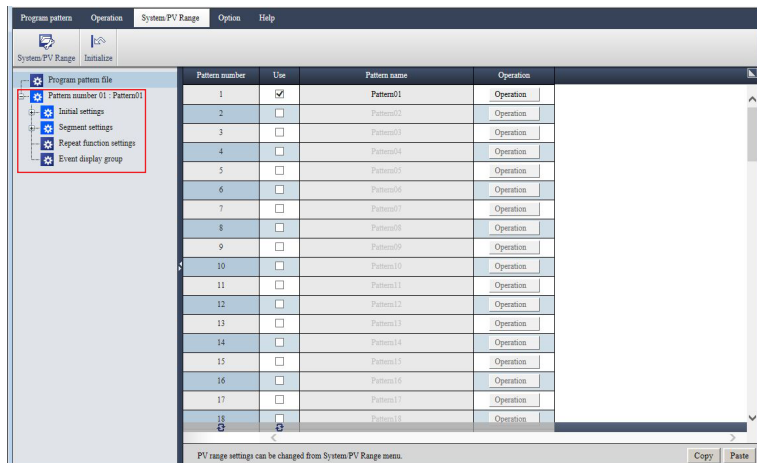 Program pattern Operation System/PV Range Option Help
System/PV Range Initialize
Program pattern file
Pattern number 01 : Pattern01
Initial settings
Segment settings
Repeat function settings
Event display group
Pattern number Use Pattern name Operation
1 Pattern01 Operation
2 Pattern02 Operation
3 Pattern03 Operation
4 Pattern04 Operation
5 Pattern05 Operation
6 Pattern06 Operation
7 Pattern07 Operation
8 Pattern08 Operation
9 Pattern09 Operation
10 Pattern10 Operation
11 Pattern11 Operation
12 Pattern12 Operation
13 Pattern13 Operation
14 Pattern14 Operation
15 Pattern15 Operation
16 Pattern16 Operation
17 Pattern17 Operation
18 Pattern18 Operation
PV range settings can be changed from System/PV Range menu. Copy Paste